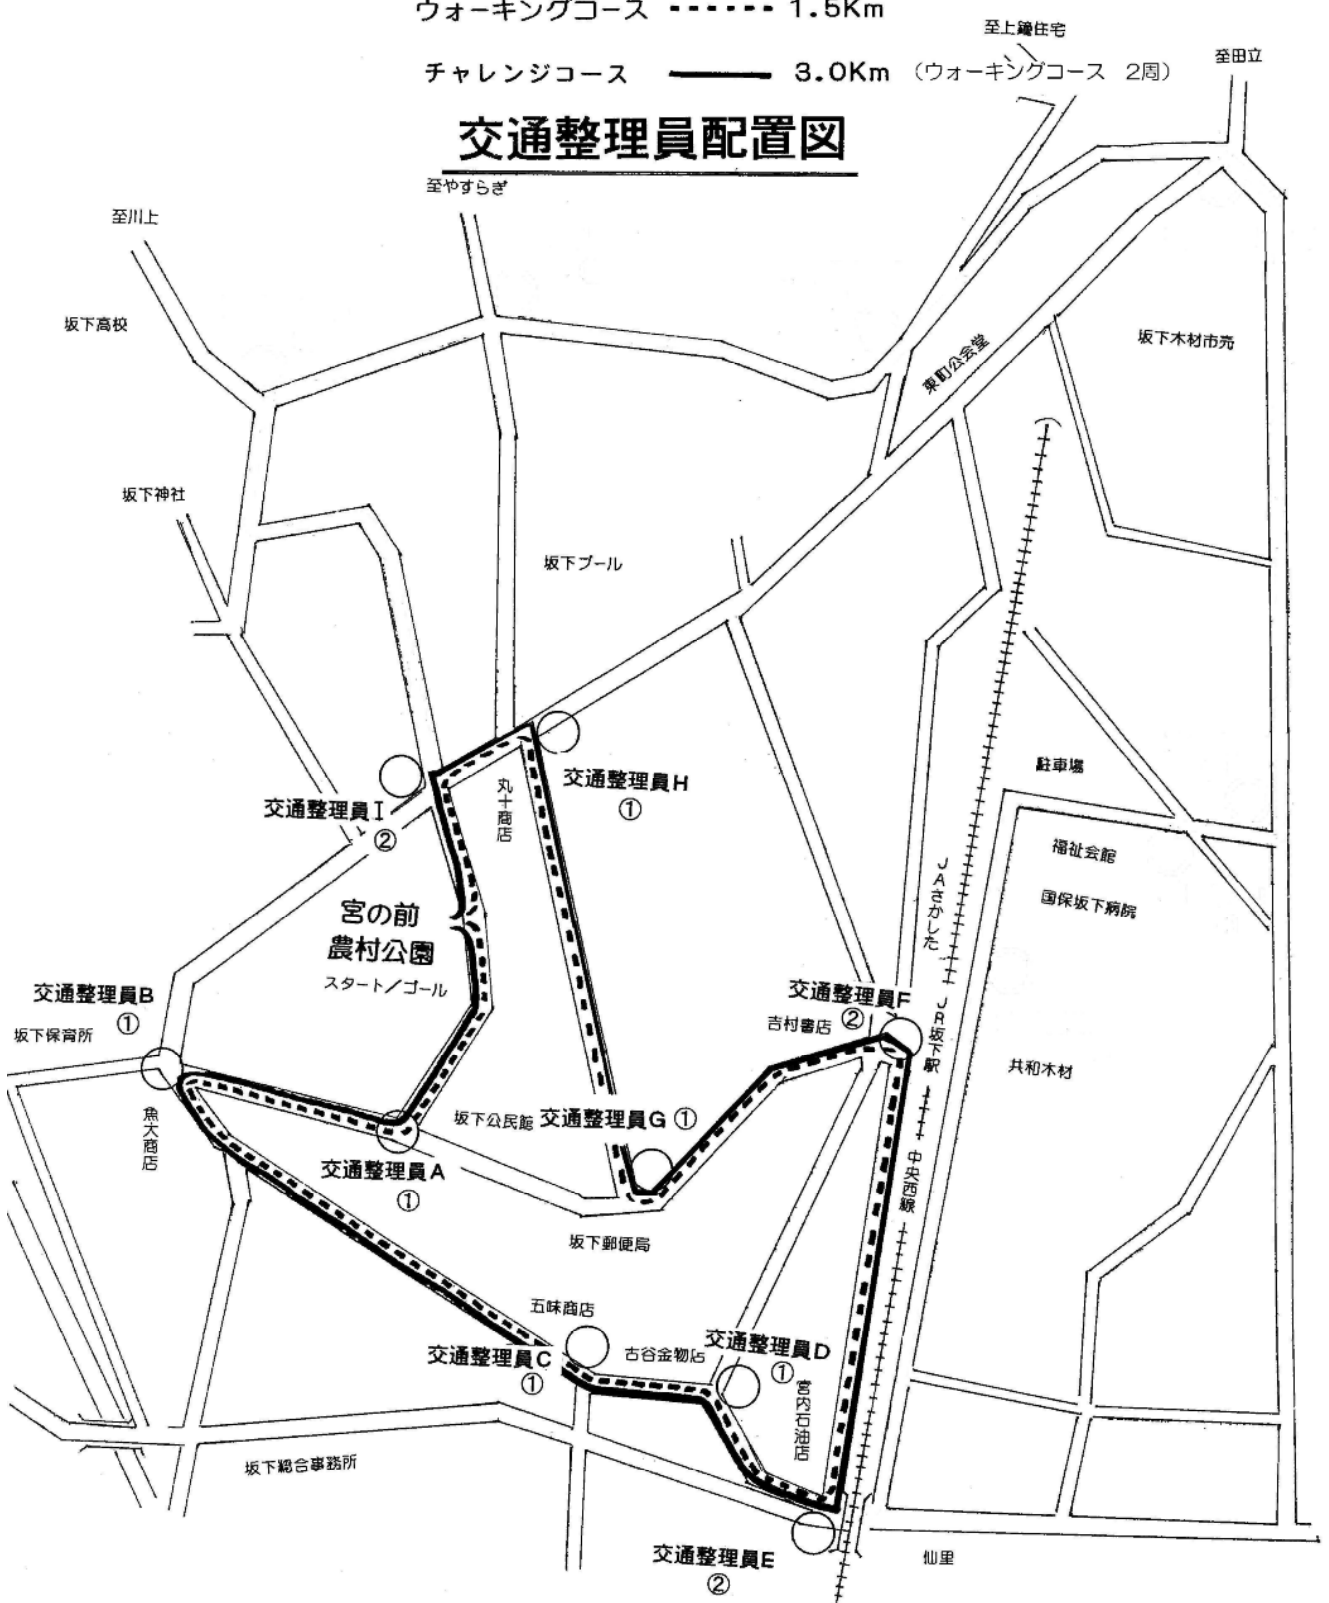 ウォーキングコース 1.5Km
チャレンジコース 3.0Km (ウォーキングコース 2周)
交通整理員配置図
至上鐘住宅
至田立
至やすらぎ
至川上
坂下高校
坂下木材市売
東町公会堂
坂下神社
坂下プール
駐車場
交通整理員H
①
丸十商店
交通整理員I
②
福祉会館
JAさかした
国保坂下病院
宮の前
農村公園
スタート/ゴール
交通整理員B
①
交通整理員F
②
坂下保育所
吉村書店
JR坂下駅
共和木材
魚大商店
坂下公民館
交通整理員G ①
交通整理員A
①
中央西線
坂下郵便局
五味商店
交通整理員C
①
古谷金物店
交通整理員D
①
宮内石油店
坂下総合事務所
交通整理員E
②
仙里